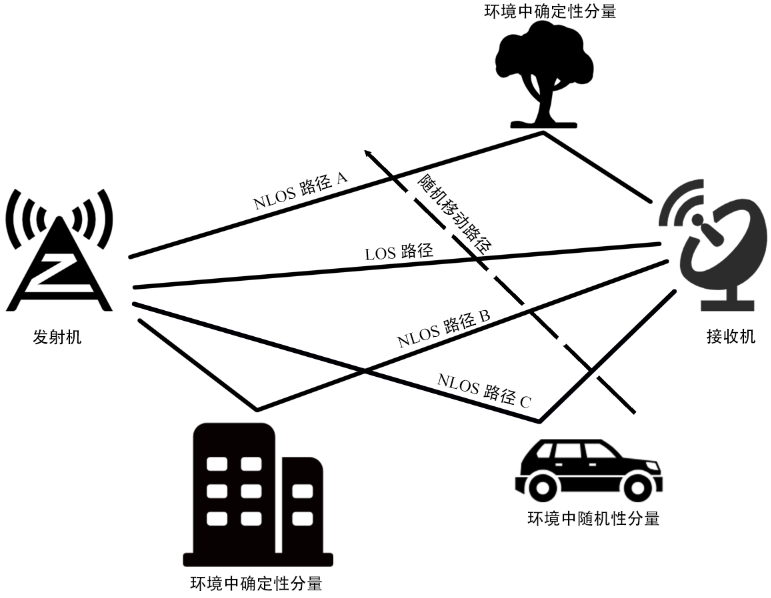 环境中确定性分量
NLOS 路径 A
随机移动路径
LOS 路径
发射机
接收机
NLOS 路径 B
NLOS 路径 C
环境中随机性分量
环境中确定性分量